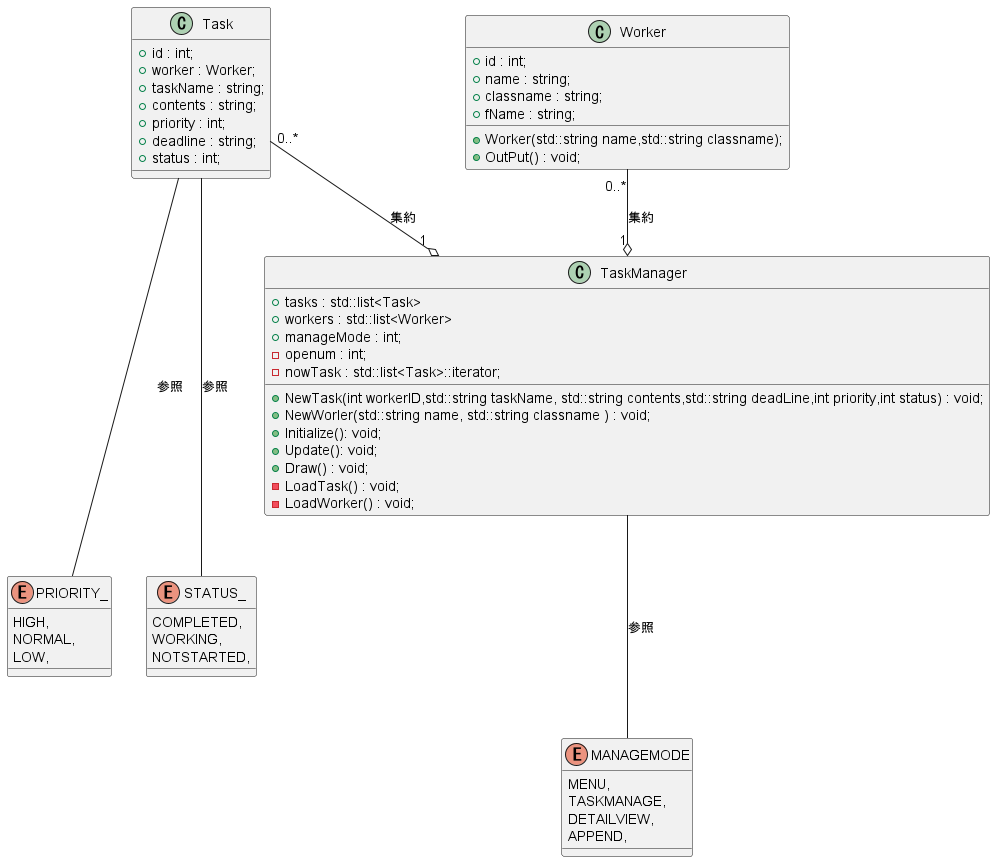 C Task
id : int;
worker : Worker;
taskName : string;
contents : string;
priority : int;
deadline : string;
status : int;
C Worker
id : int;
name : string;
classname : string;
fName : string;
Worker(std::string name,std::string classname);
OutPut() : void;
0..*
集約
1
0..*
集約
1
C TaskManager
tasks : std::list<Task>
workers : std::list<Worker>
manageMode : int;
openum : int;
nowTask : std::list<Task>::iterator;
NewTask(int workerID,std::string taskName, std::string contents,std::string deadLine,int priority,int status) : void;
NewWorler(std::string name, std::string classname ) : void;
Initialize(): void;
Update(): void;
Draw() : void;
LoadTask() : void;
LoadWorker() : void;
参照
参照
E PRIORITY_
HIGH,
NORMAL,
LOW,
E STATUS_
COMPLETED,
WORKING,
NOTSTARTED,
参照
E MANAGEMODE
MENU,
TASKMANAGE,
DETAILVIEW,
APPEND,